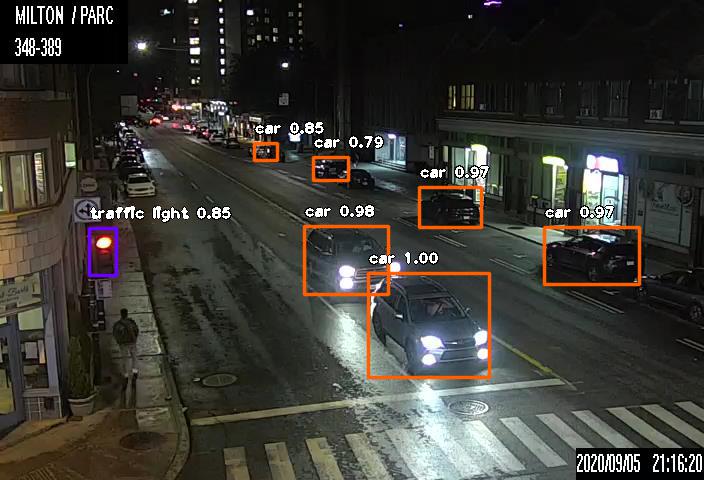 MILTON / PARC
348-389
car 0.85
car 0.79
car 0.97
traffic light 0.85
car 0.98
car 0.97
car 1.00
2020/09/05 21:16:20